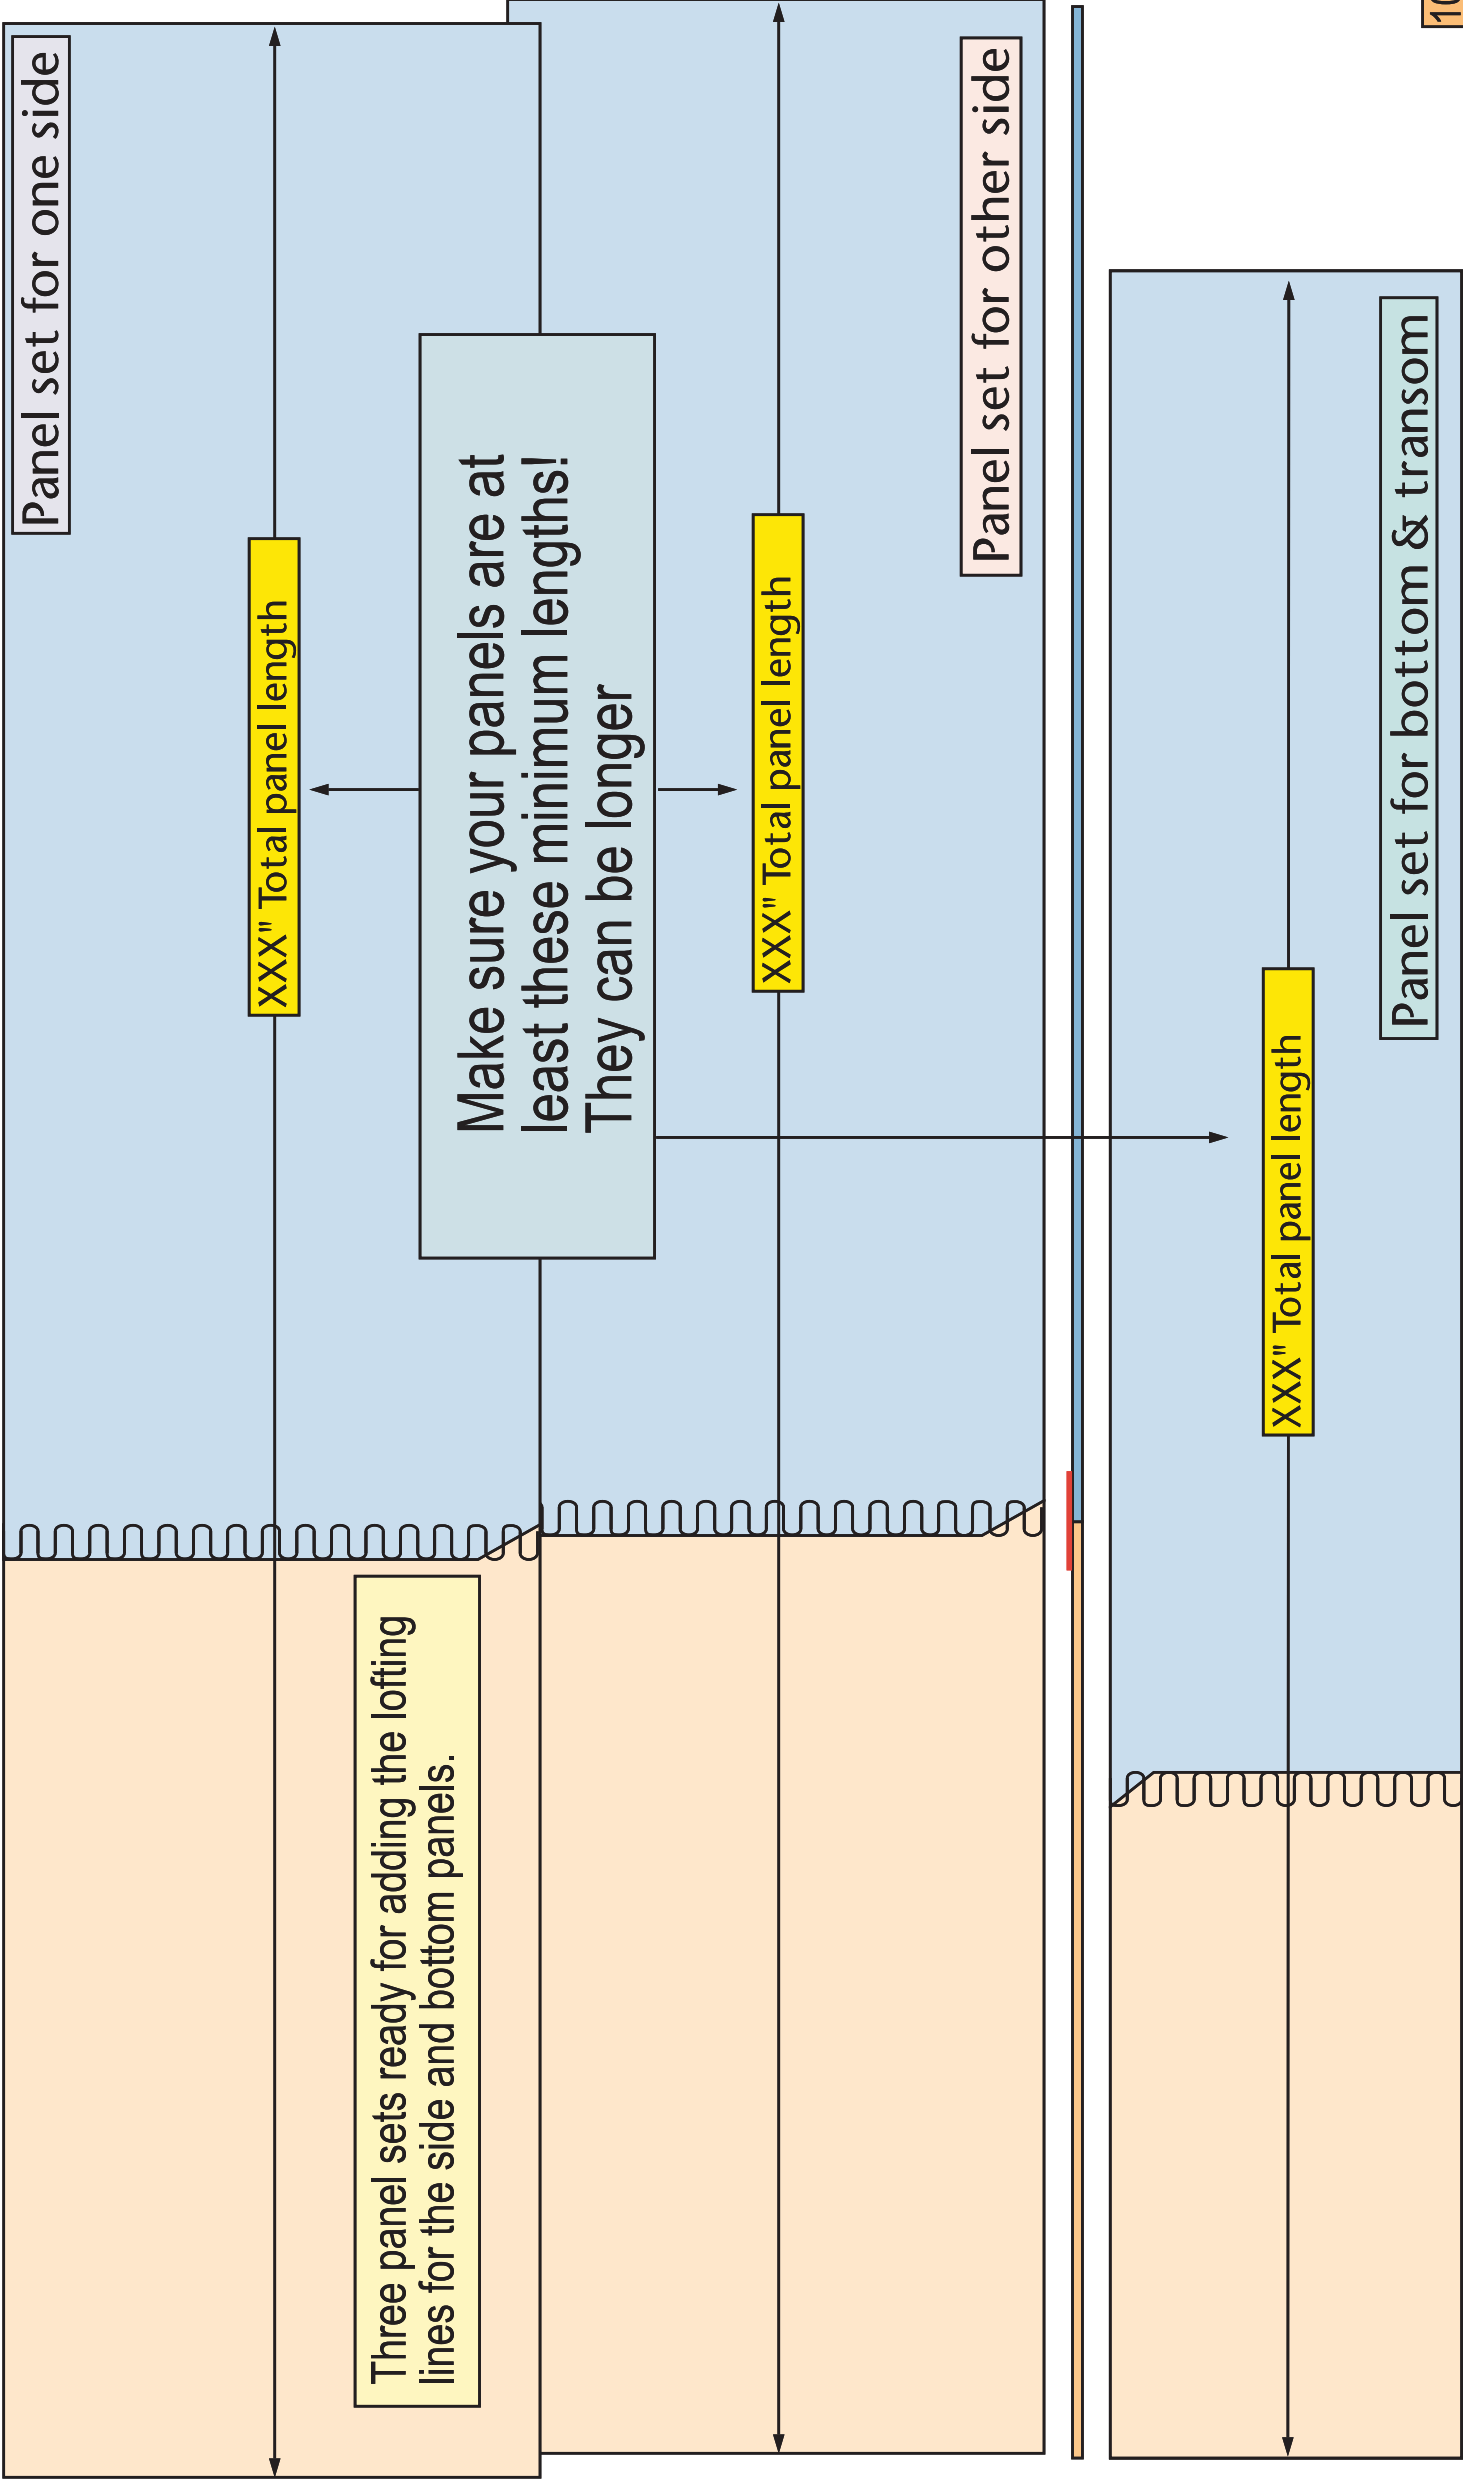 Panel set for one side
XXX" Total panel length
Three panel sets ready for adding the lofting
lines for the side and bottom panels.
Make sure your panels are at
least these minimum lengths!
They can be longer
XXX" Total panel length
Panel set for other side
XXX" Total panel length
Panel set for bottom & transom